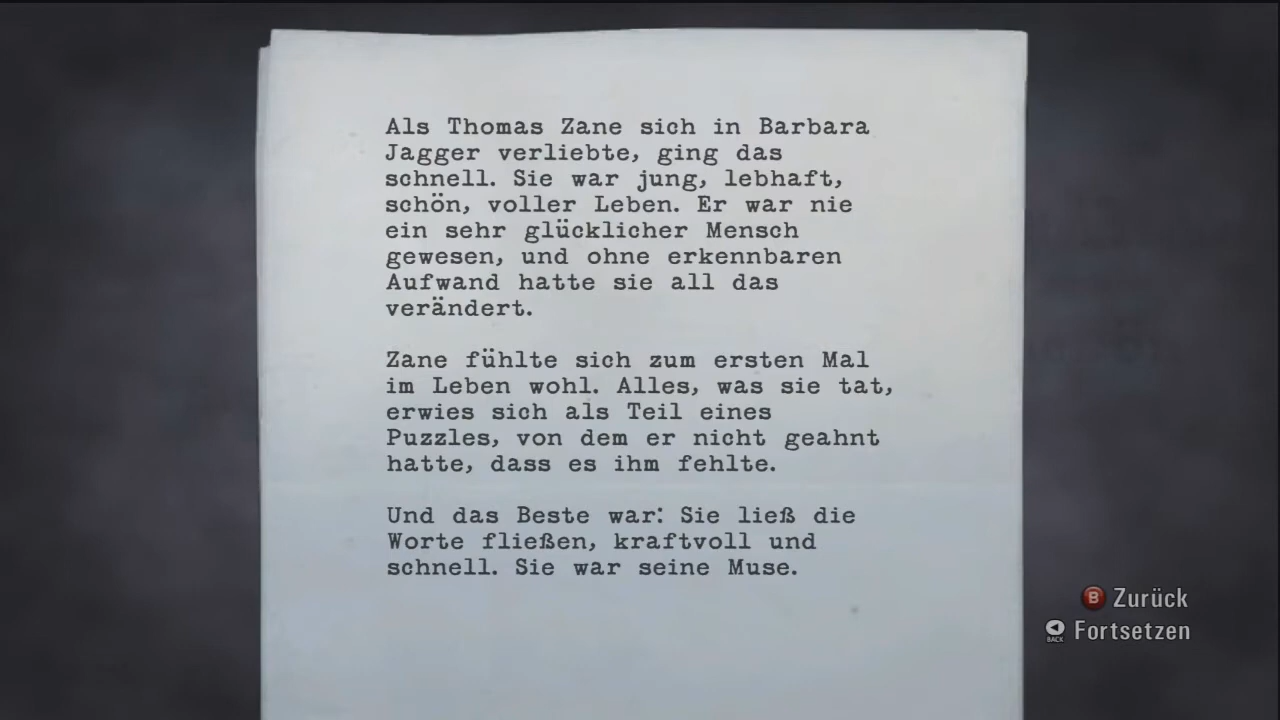 Als Thomas Zane sich in Barbara
Jagger verliebte, ging das
schnell. Sie war jung, lebhaft,
schön, voller Leben. Er war nie
ein sehr glücklicher Mensch
gewesen, und ohne erkennbaren
Aufwand hatte sie all das
verändert.
Zane fühlte sich zum ersten Mal
im Leben wohl. Alles, was sie tat,
erwies sich als Teil eines
Puzzles, von dem er nicht geahnt
hatte, dass es ihm fehlte.
Und das Beste war: Sie ließ die
Worte fließen, kraftvoll und
schnell. Sie war seine Muse.
B Zurück
BACK Fortsetzen